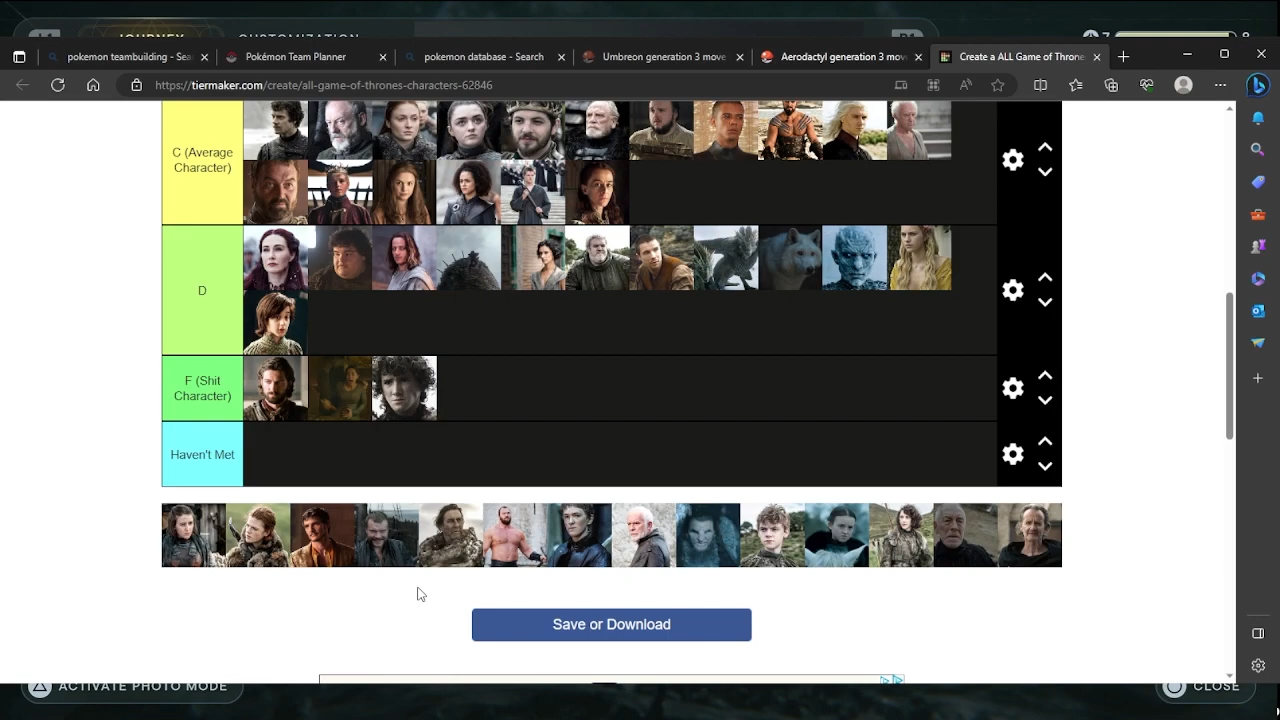 JOURNEY CUSTOMIZATION
pokemon teambuilding - Sea
Pokémon Team Planner
pokemon database - Search
Umbreon generation 3 move
Aerodactyl generation 3 mov
Create a ALL Game of Throne
https://tiermaker.com/create/all-game-of-thrones-characters-62846
C (Average
Character)
D
F (Shit
Character)
Haven't Met
Save or Download
ACTIVATE PHOTO MODE
CLOSE